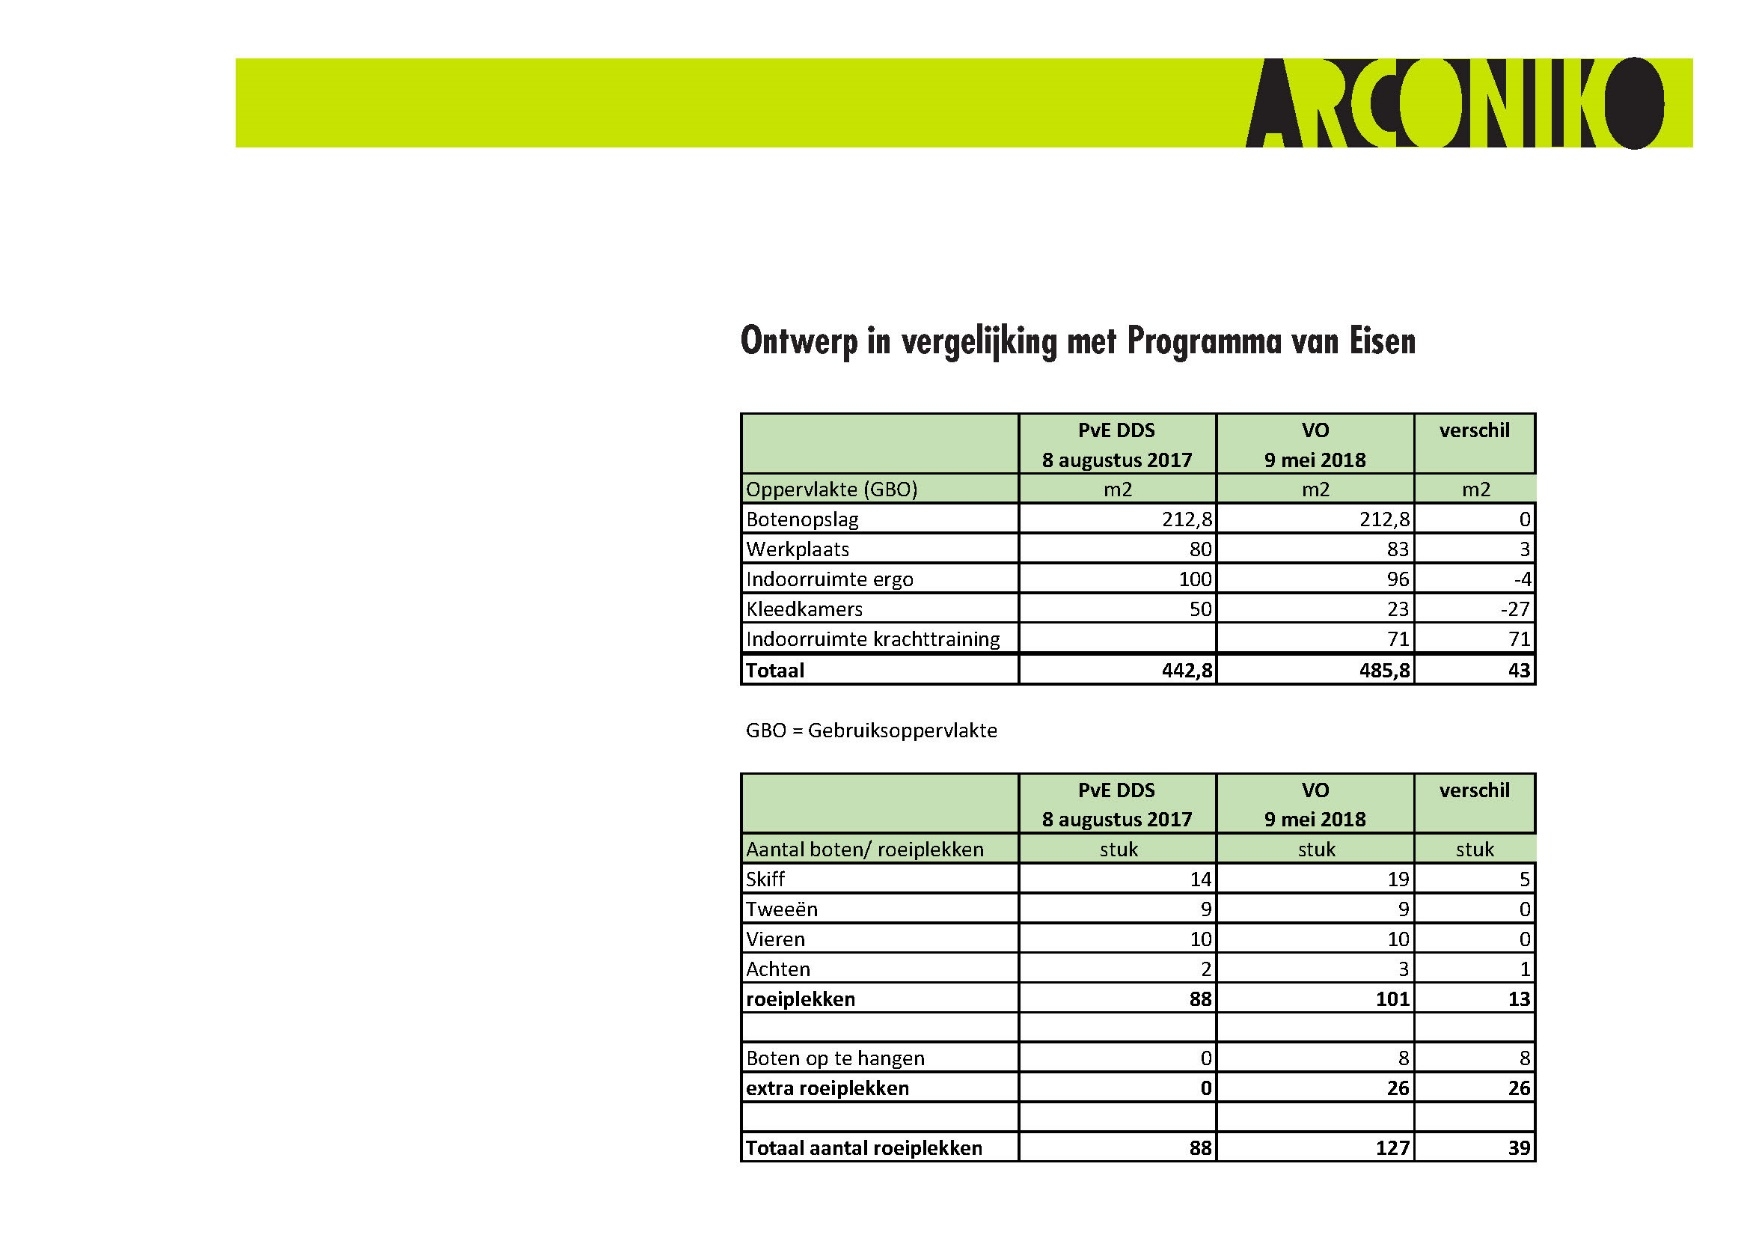 ARCONIKO
Ontwerp in vergelijking met Programma van Eisen
PvE DDS VO verschil
8 augustus 2017 9 mei 2018
Oppervlakte (GBO) m2 m2 m2
Botenopslag 212,8 212,8 0
Werkplaats 80 83 3
Indoorruimte ergo 100 96 -4
Kleedkamers 50 23 -27
Indoorruimte krachttraining 71 71
Totaal 442,8 485,8 43
GBO = Gebruiksoppervlakte
PvE DDS VO verschil
8 augustus 2017 9 mei 2018
Aantal boten/ roeiplekken stuk stuk stuk
Skiff 14 19 5
Tweeën 9 9 0
Vieren 10 10 0
Achten 2 3 1
roeiplekken 88 101 13
Boten op te hangen 0 8 8
extra roeiplekken 0 26 26
Totaal aantal roeiplekken 88 127 39